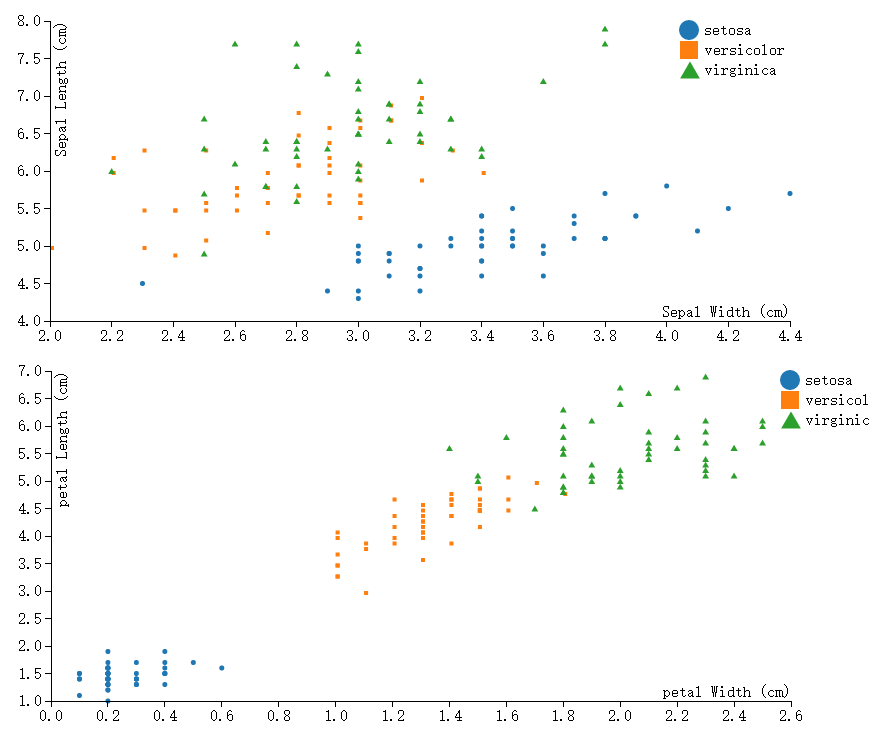 8.0
7.5
7.0
6.5
6.0
5.5
5.0
4.5
4.0
Sepal Length (cm)
setosa
versicolor
virginica
Sepal Width (cm)
2.0 2.2 2.4 2.6 2.8 3.0 3.2 3.4 3.6 3.8 4.0 4.2 4.4
7.0
6.5
6.0
5.5
5.0
4.5
4.0
3.5
3.0
2.5
2.0
1.5
1.0
petal Length (cm)
setosa
versicol
virginic
petal Width (cm)
0.0 0.2 0.4 0.6 0.8 1.0 1.2 1.4 1.6 1.8 2.0 2.2 2.4 2.6